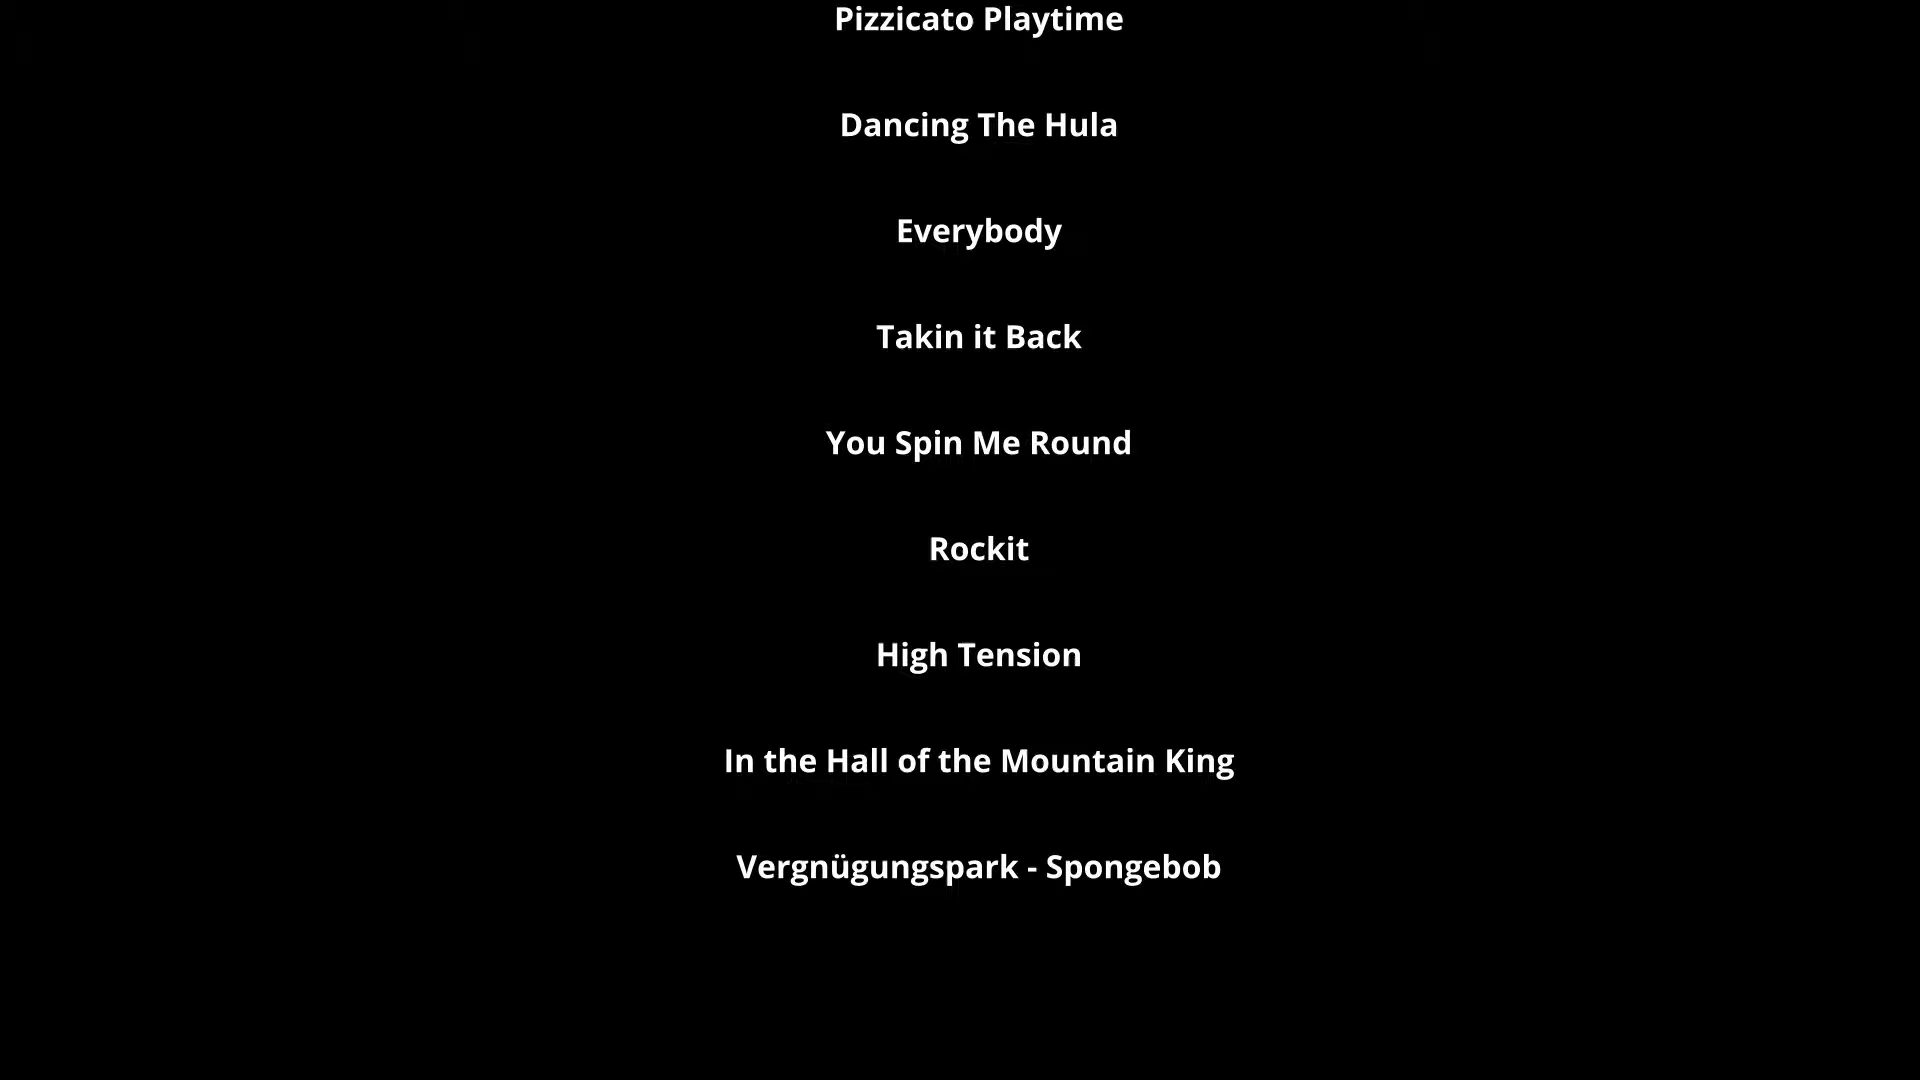 Pizzicato Playtime
Dancing The Hula
Everybody
Takin it Back
You Spin Me Round
Rockit
High Tension
In the Hall of the Mountain King
Vergnügungspark - Spongebob